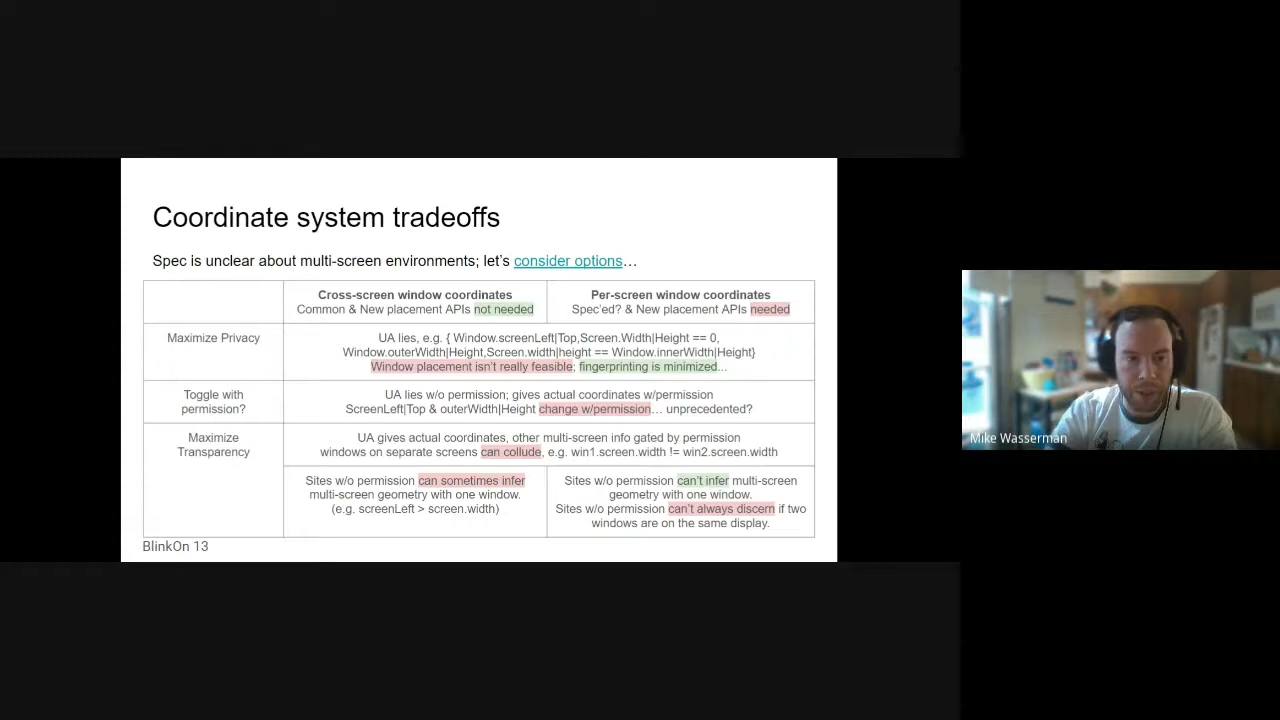 Coordinate system tradeoffs
Spec is unclear about multi-screen environments; let's consider options…
Cross-screen window coordinates
Common & New placement APIs not needed
Per-screen window coordinates
Spec'ed? & New placement APIs needed
Maximize Privacy
UA lies, e.g. { Window.screenLeft|Top,Screen.Width|Height == 0,
Window.outerWidth|Height,Screen.width|height == Window.innerWidth|Height}
Window placement isn't really feasible; fingerprinting is minimized...
Toggle with
permission?
UA lies w/o permission; gives actual coordinates w/permission
ScreenLeft|Top & outerWidth|Height change w/permission… unprecedented?
Maximize
Transparency
UA gives actual coordinates, other multi-screen info gated by permission
windows on separate screens can collude, e.g. win1.screen.width != win2.screen.width
Sites w/o permission can sometimes infer
multi-screen geometry with one window.
(e.g. screenLeft > screen.width)
Sites w/o permission can't infer multi-screen
geometry with one window.
Sites w/o permission can't always discern if two
windows are on the same display.
BlinkOn 13
Mike Wasserman